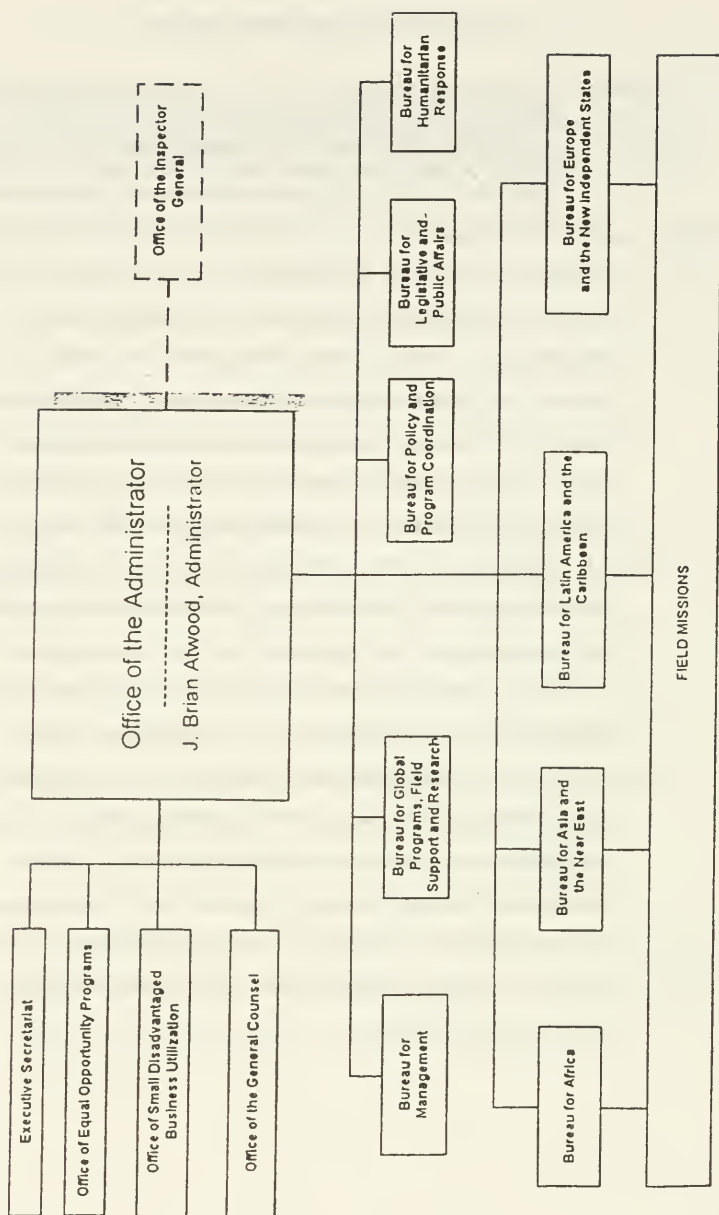 Executive Secretariat
Office of Equal Opportunity Programs
Office of Small Disadvantaged
Business Utilization
Office of the General Counsel
Office of the Administrator
--------------------
J. Brian Atwood, Administrator
Office of the Inspector
General
Bureau for
Management
Bureau for Global
Programs, Field
Support and Research
Bureau for Policy and
Program Coordination
Bureau for
Legislative and-
Public Affairs
Bureau for
Humanitarian
Response
Bureau for Africa
Bureau for Asia and
the Near East
Bureau for Latin America and the
Caribbean
Bureau for Europe
and the New Independent States
FIELD MISSIONS